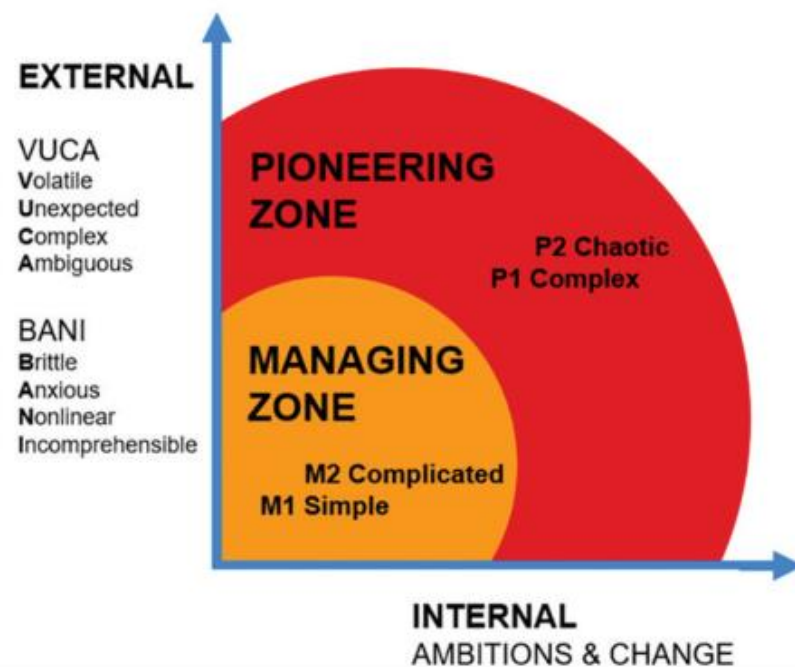 EXTERNAL
VUCA
Volatile
Unexpected
Complex
Ambiguous
BANI
Brittle
Anxious
Nonlinear
Incomprehensible
PIONEERING
ZONE
P2 Chaotic
P1 Complex
MANAGING
ZONE
M2 Complicated
M1 Simple
INTERNAL
AMBITIONS & CHANGE